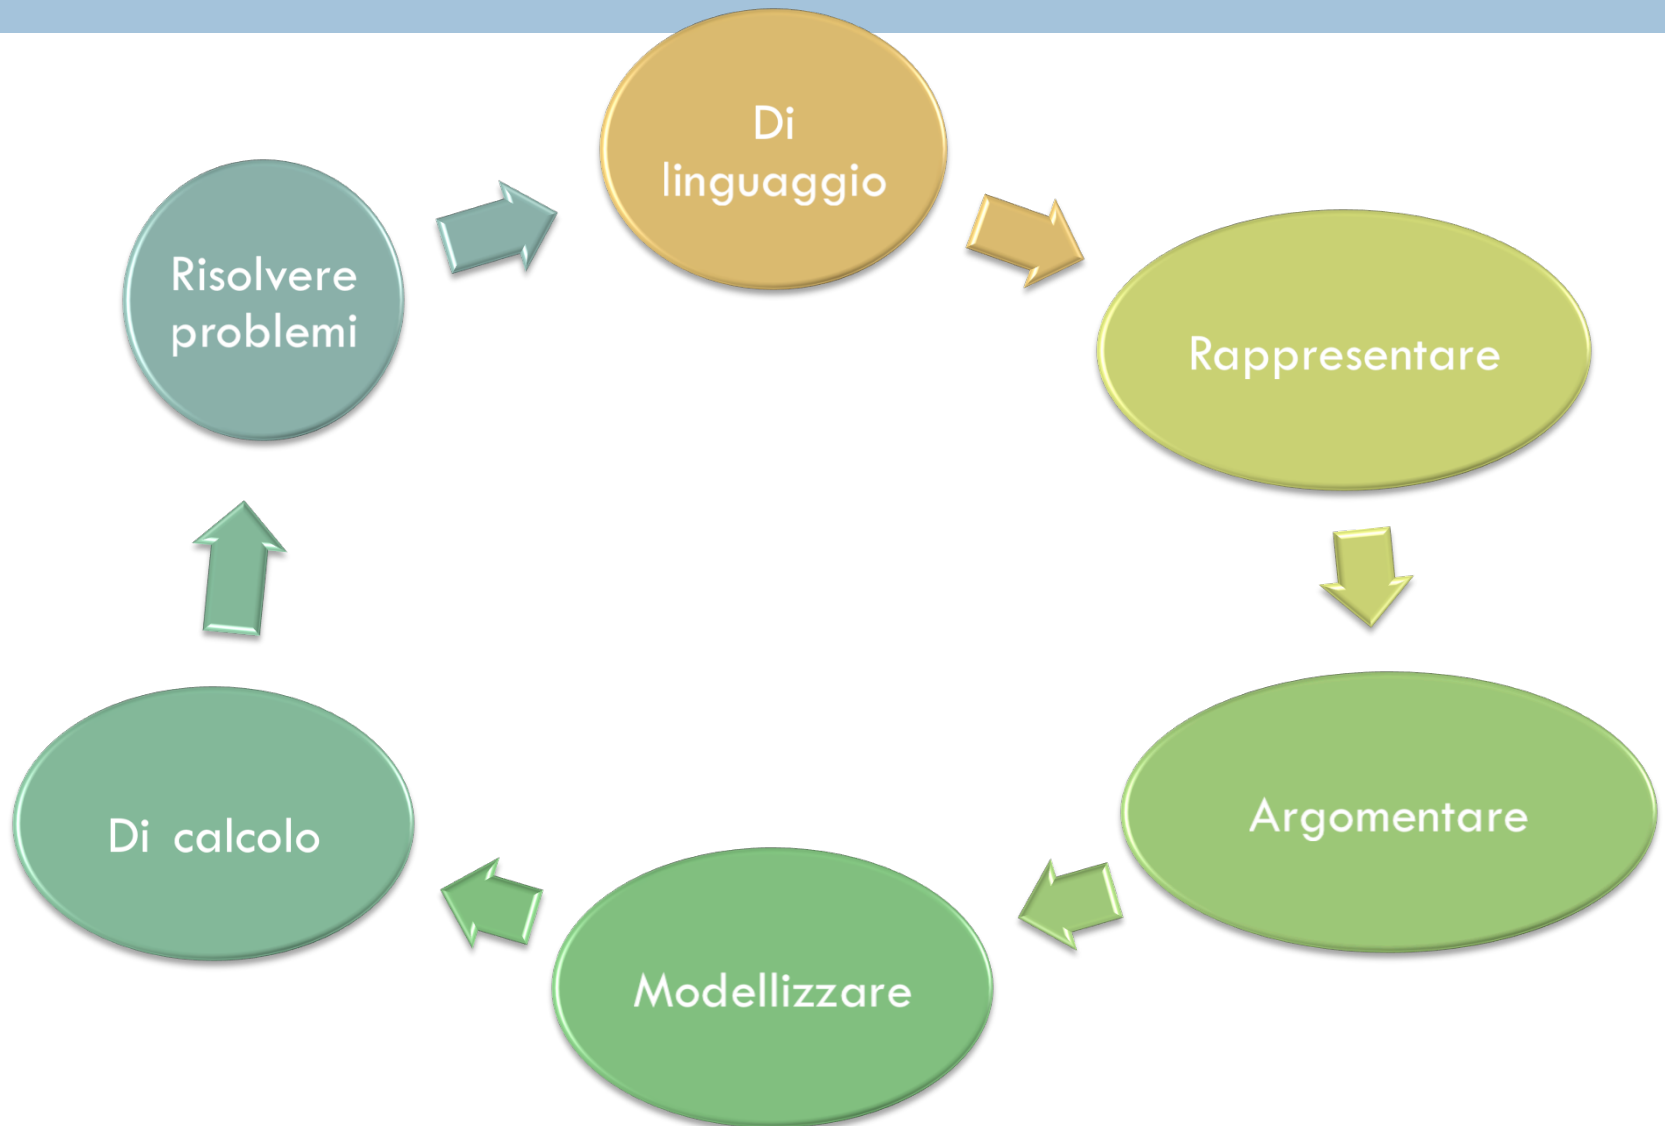 Di
linguaggio
Rappresentare
Argomentare
Modellizzare
Di calcolo
Risolvere
problemi